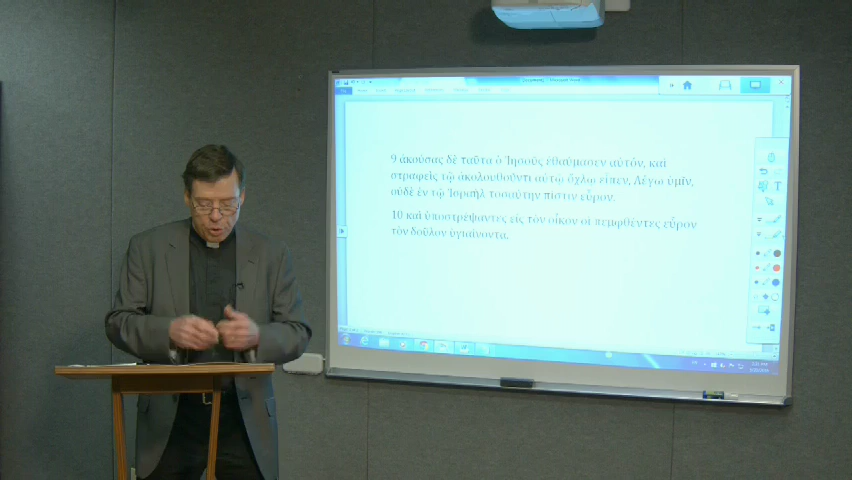 9 ἀκούσας δὲ ταῦτα ὁ Ἰησοῦς ἐθαύμασεν αὐτόν, καὶ
στραφεὶς τῷ ἀκολουθοῦντι αὐτῷ ὄχλῳ εἶπεν, Λέγω ὑμῖν,
οὐδὲ ἐν τῷ Ἰσραὴλ τοσαύτην πίστιν εὗρον.
10 καὶ ὑποστρέψαντες εἰς τὸν οἶκον οἱ πεμφθέντες εὗρον
τὸν δοῦλον ὑγιαίνοντα.